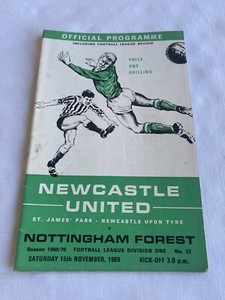 OFFICIAL PROGRAMME
INCLUDING FOOTBALL LEAGUE REVIEW
PRICE
ONE
SHILLING
NEWCASTLE
UNITED
ST. JAMES' PARK - NEWCASTLE UPON TYNE
v
NOTTINGHAM FOREST
Season 1969/70 FOOTBALL LEAGUE DIVISION ONE No. 23
SATURDAY 15th NOVEMBER, 1969 KICK-OFF 3.0 p.m.